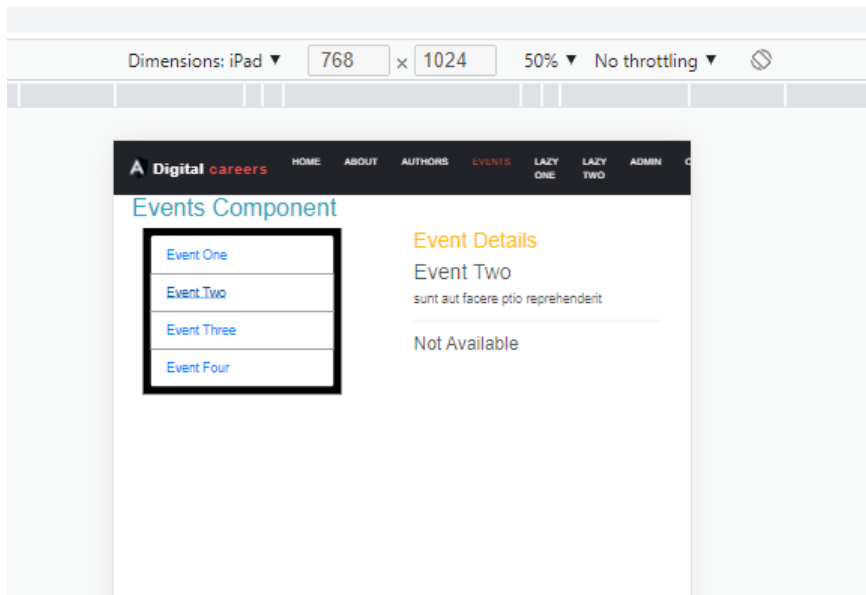 Dimensions: iPad ▼ 768 × 1024 50% ▼ No throttling ▼
A Digital careers HOME ABOUT AUTHORS EVENTS LAZY ONE LAZY TWO ADMIN
Events Component
Event One
Event Two
Event Three
Event Four
Event Details
Event Two
sunt aut facere ptio reprehenderit
Not Available